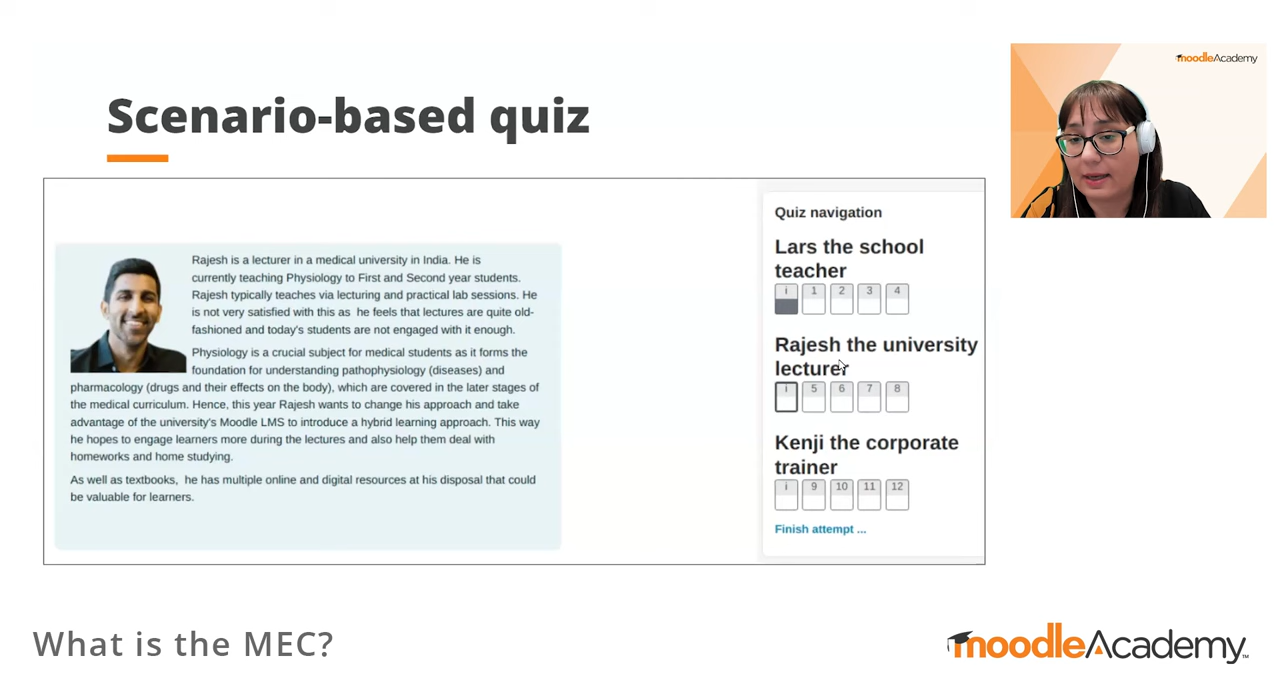 moodleAcademy
Scenario-based quiz
Rajesh is a lecturer in a medical university in India. He is
currently teaching Physiology to First and Second year students.
Rajesh typically teaches via lecturing and practical lab sessions. He
is not very satisfied with this as he feels that lectures are quite old-
fashioned and today's students are not engaged with it enough.
Physiology is a crucial subject for medical students as it forms the
foundation for understanding pathophysiology (diseases) and
pharmacology (drugs and their effects on the body), which are covered in the later stages of
the medical curriculum. Hence, this year Rajesh wants to change his approach and take
advantage of the university's Moodle LMS to introduce a hybrid learning approach. This way
he hopes to engage learners more during the lectures and also help them deal with
homeworks and home studying.
As well as textbooks, he has multiple online and digital resources at his disposal that could
be valuable for learners.
Quiz navigation
Lars the school
teacher
i 1 2 3 4
Rajesh the university
lecturer
i 5 6 7 8
Kenji the corporate
trainer
i 9 10 11 12
Finish attempt ...
What is the MEC?
moodleAcademy™